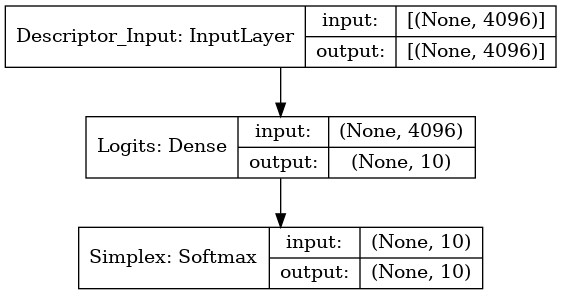 Descriptor_Input: InputLayer
input: [(None, 4096)]
output: [(None, 4096)]
Logits: Dense
input: (None, 4096)
output: (None, 10)
Simplex: Softmax
input: (None, 10)
output: (None, 10)